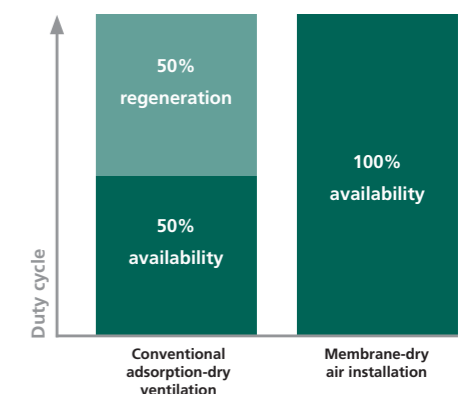 50%
regeneration
50%
availability
100%
availability
Duty cycle
Conventional
adsorption-dry
ventilation
Membrane-dry
air installation